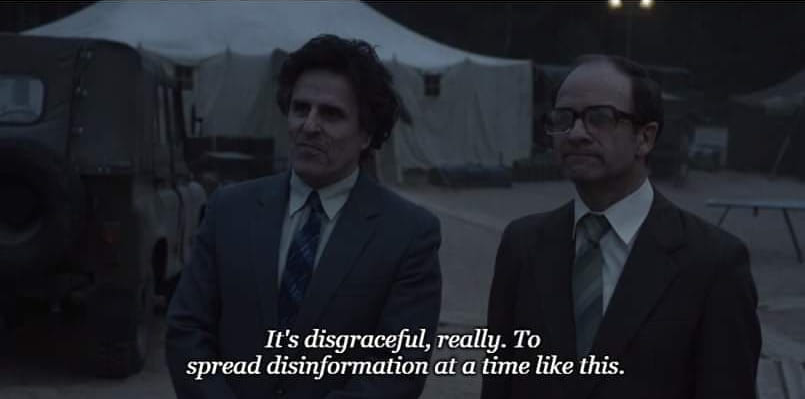 It's disgraceful, really. To
spread disinformation at a time like this.